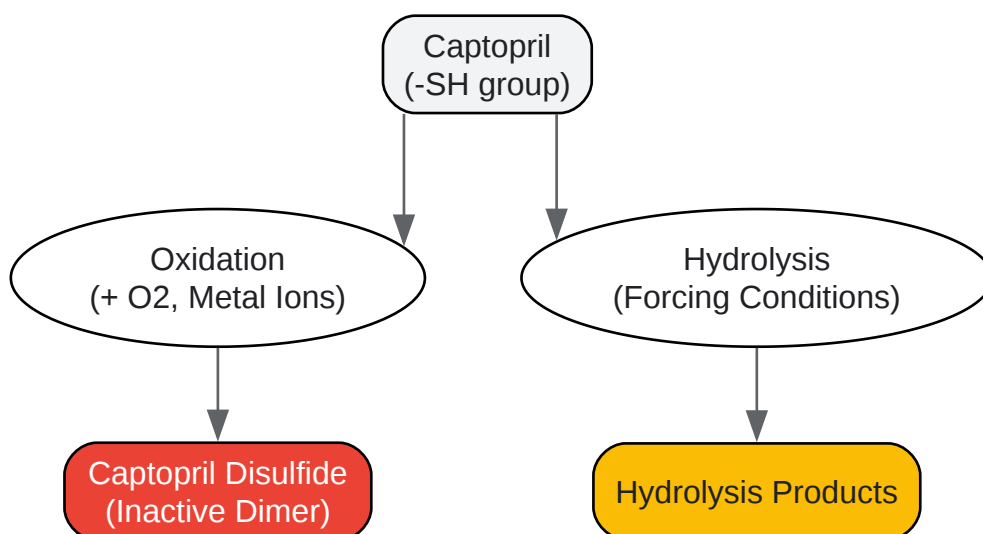 Captopril
(-SH group)
Oxidation
(+ O2, Metal Ions)
Hydrolysis
(Forcing Conditions)
Captopril Disulfide
(Inactive Dimer)
Hydrolysis Products